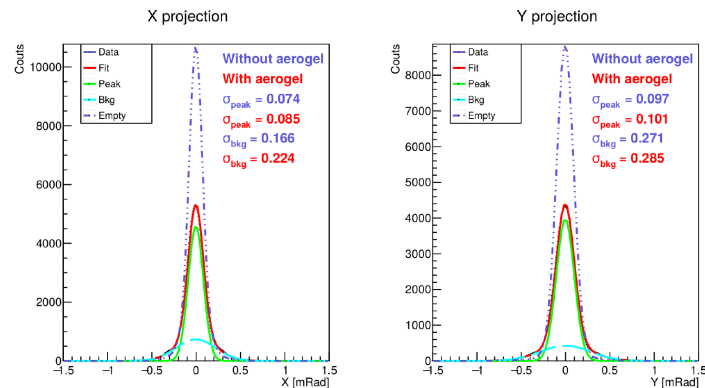 X projection
Couts
10000
8000
6000
4000
2000
0
Data
Fit
Peak
Bkg
Empty
Without aerogel
With aerogel
σpeak = 0.074
σpeak = 0.085
σbkg = 0.166
σbkg = 0.224
−1.5 −1 −0.5 0 0.5 1 1.5
X [mRad]
Y projection
Couts
8000
7000
6000
5000
4000
3000
2000
1000
0
Data
Fit
Peak
Bkg
Empty
Without aerogel
With aerogel
σpeak = 0.097
σpeak = 0.101
σbkg = 0.271
σbkg = 0.285
−1.5 −1 −0.5 0 0.5 1 1.5
Y [mRad]